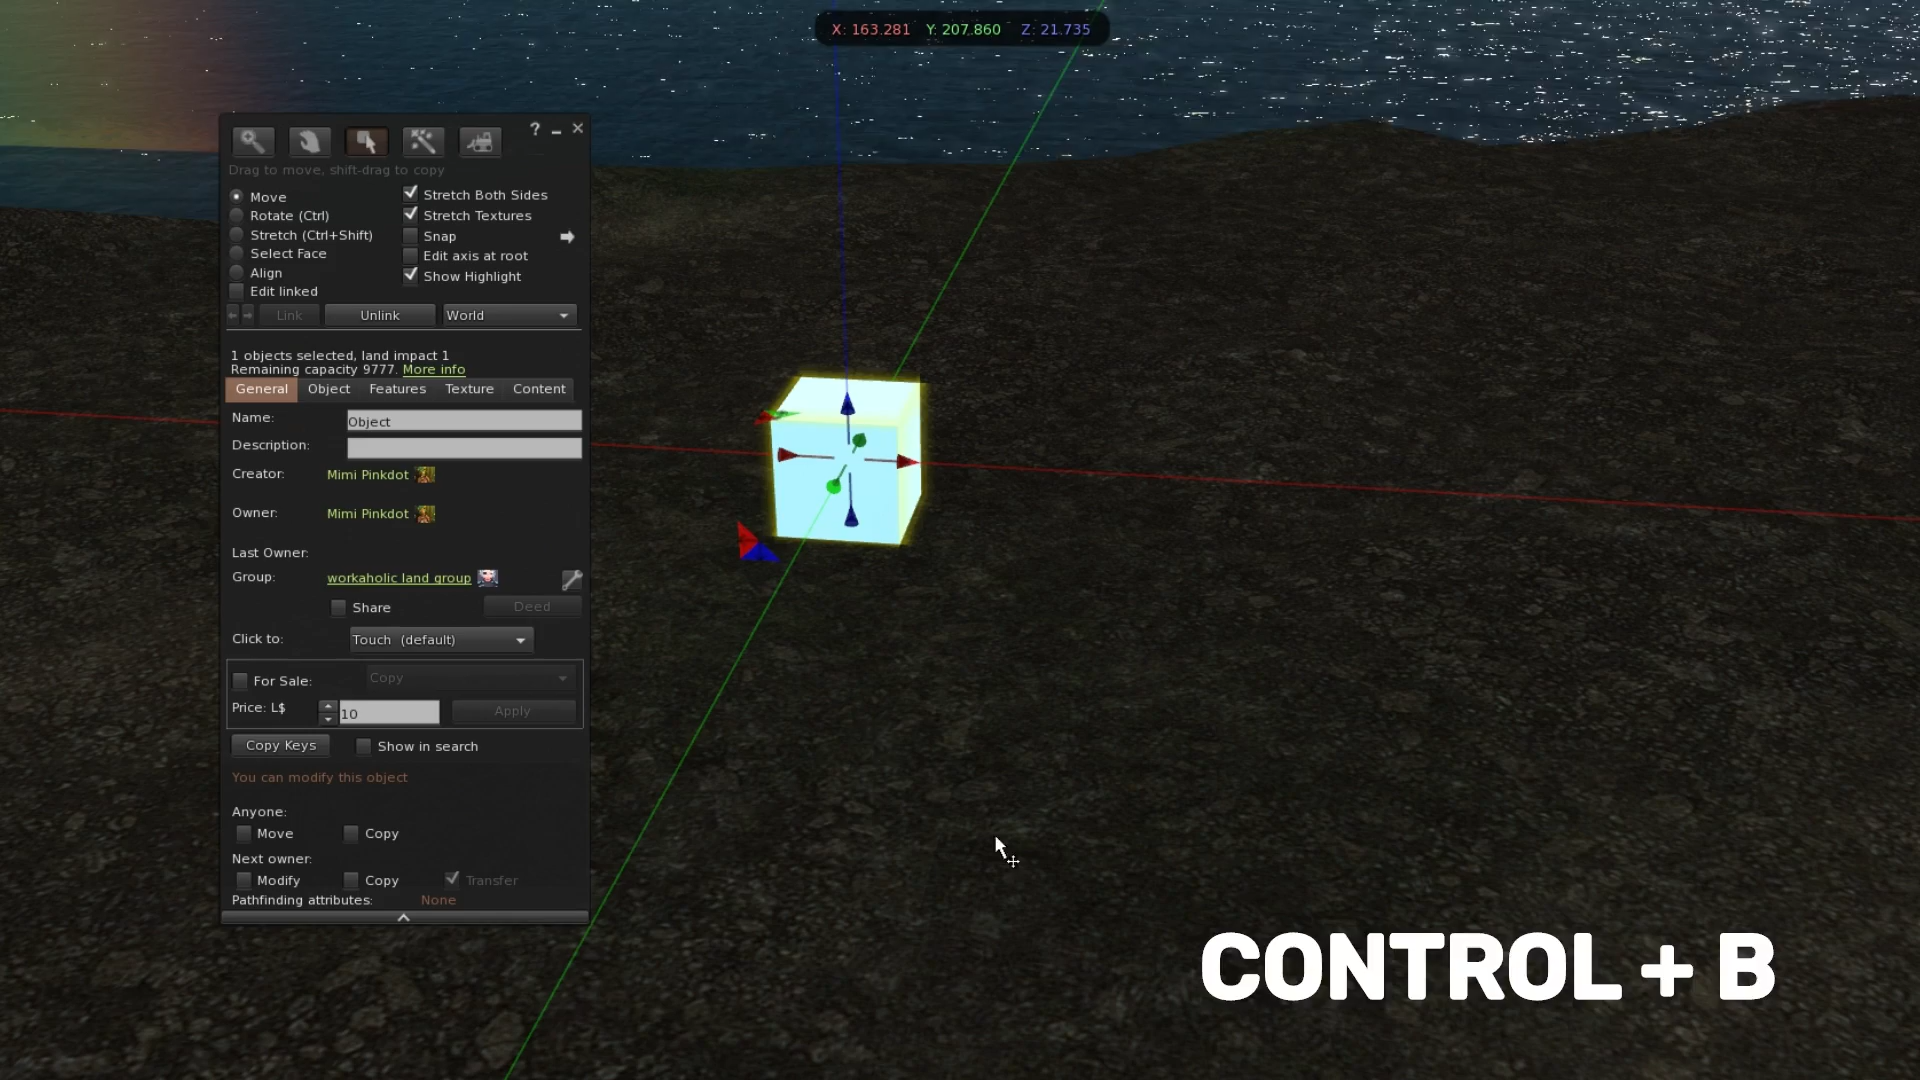 X: 163.281 Y: 207.860 Z: 21.735
?
Drag to move, shift-drag to copy
Move
Rotate (Ctrl)
Stretch (Ctrl+Shift)
Select Face
Align
Edit linked
Stretch Both Sides
Stretch Textures
Snap
Edit axis at root
Show Highlight
Link Unlink World
1 objects selected, land impact 1
Remaining capacity 9777. More info
General Object Features Texture Content
Name: Object
Description:
Creator: Mimi Pinkdot
Owner: Mimi Pinkdot
Last Owner:
Group: workaholic land group
Share Deed
Click to: Touch (default)
For Sale: Copy
Price: L$ 10 Apply
Copy Keys Show in search
You can modify this object
Anyone:
Move Copy
Next owner:
Modify Copy Transfer
Pathfinding attributes: None
CONTROL + B